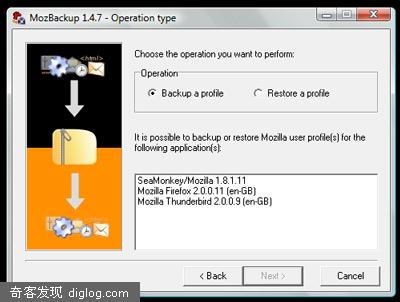 MozBackup 1.4.7 - Operation type
Choose the operation you want to perform:
Operation
Backup a profile
Restore a profile
It is possible to backup or restore Mozilla user profile(s) for the
following application(s):
SeaMonkey/Mozilla 1.8.1.11
Mozilla Firefox 2.0.0.11 (en-GB)
Mozilla Thunderbird 2.0.0.9 (en-GB)
< Back
Next >
Cancel
奇客发现 diglog.com